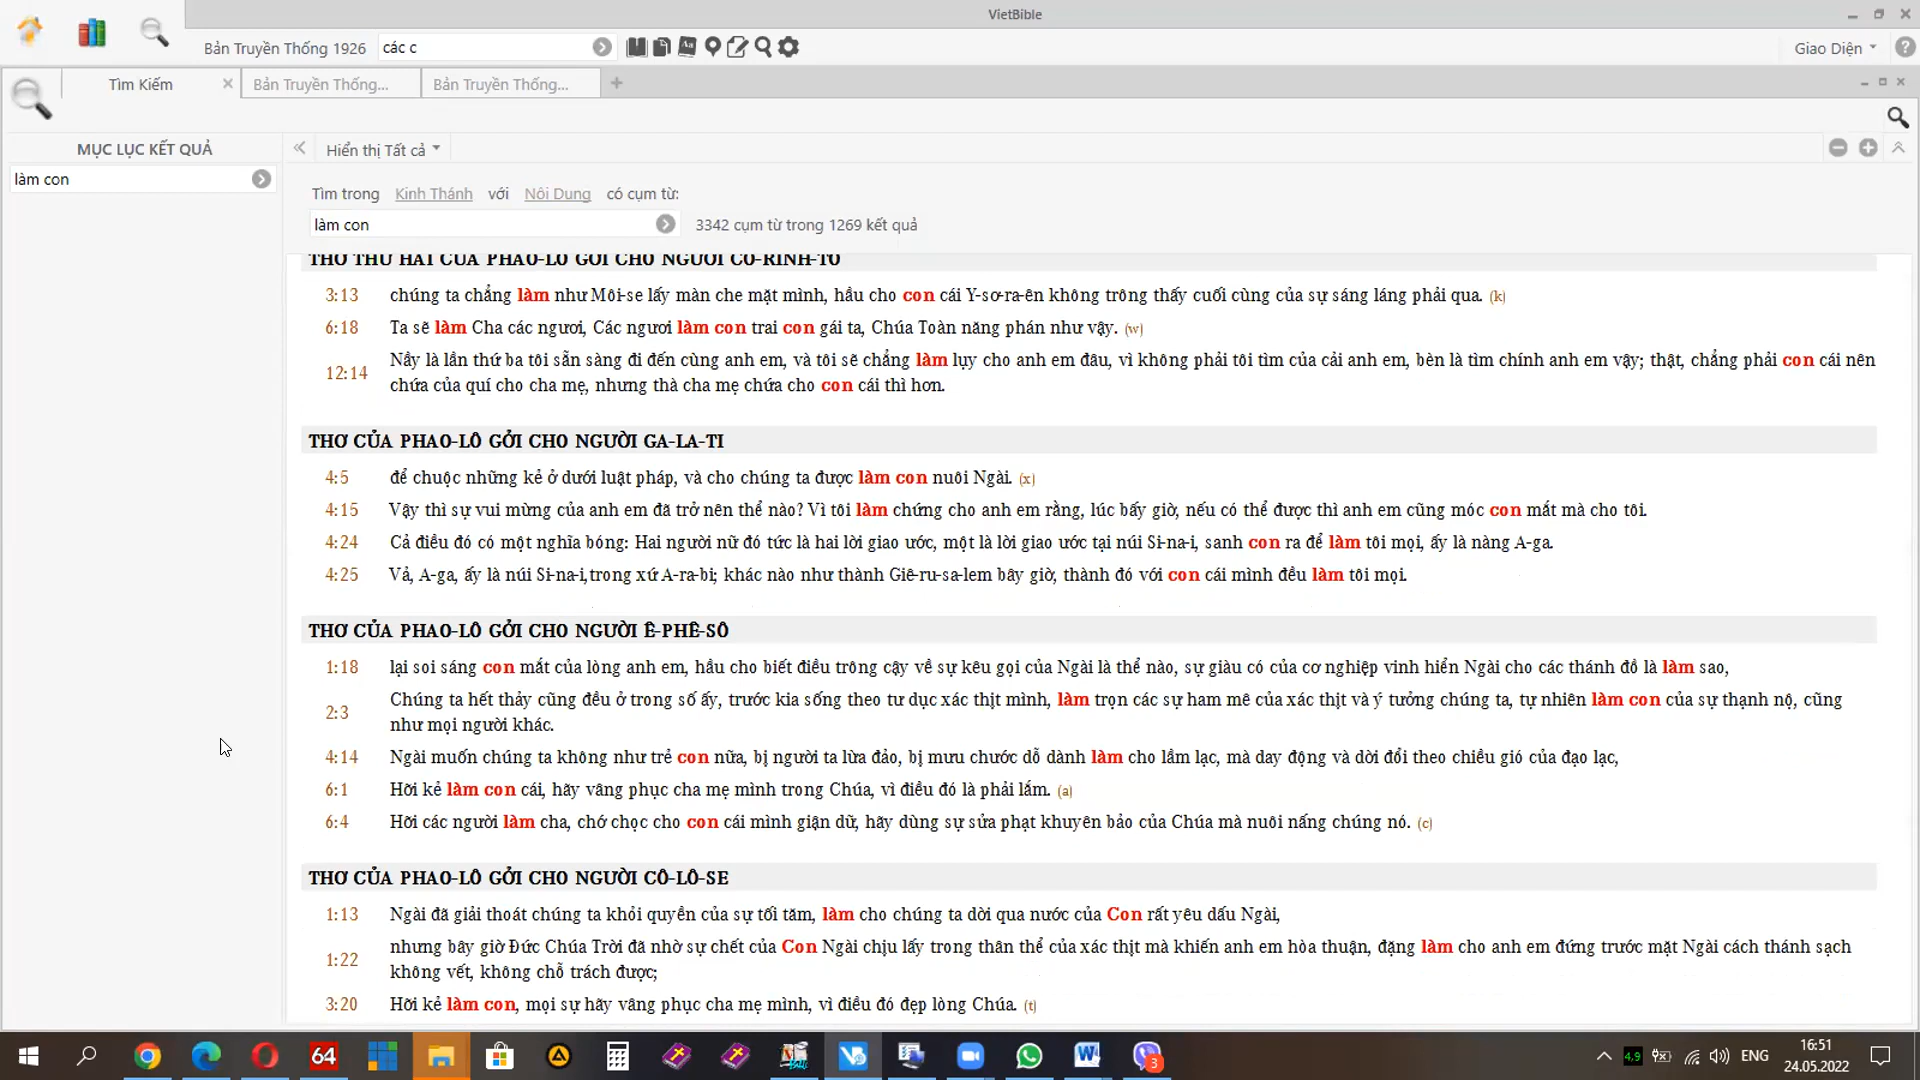 VietBible
Bản Truyền Thống 1926
các c
Giao Diện
Tìm Kiếm
Bản Truyền Thống...
Bản Truyền Thống...
MỤC LỤC KẾT QUẢ
Hiển thị Tất cả
làm con
Tìm trong Kinh Thánh với Nôi Dung có cụm từ:
làm con
3342 cụm từ trong 1269 kết quả
THƠ THỨ HAI CỦA PHAO-LÔ GỞI CHO NGƯỜI CÔ-RINH-TÔ
3:13 chúng ta chẳng làm như Môi-se lấy màn che mặt mình, hầu cho con cái Y-sơ-ra-ên không trông thấy cuối cùng của sự sáng láng phải qua. (k)
6:18 Ta sẽ làm Cha các ngươi, Các ngươi làm con trai con gái ta, Chúa Toàn năng phán như vậy. (w)
12:14 Nầy là lần thứ ba tôi sẵn sàng đi đến cùng anh em, và tôi sẽ chẳng làm lụy cho anh em đâu, vì không phải tôi tìm của cải anh em, bèn là tìm chính anh em vậy; thật, chẳng phải con cái nên
chứa của quí cho cha mẹ, nhưng thà cha mẹ chứa cho con cái thì hơn.
THƠ CỦA PHAO-LÔ GỞI CHO NGƯỜI GA-LA-TI
4:5 để chuộc những kẻ ở dưới luật pháp, và cho chúng ta được làm con nuôi Ngài. (x)
4:15 Vậy thì sự vui mừng của anh em đã trở nên thể nào? Vì tôi làm chứng cho anh em rằng, lúc bấy giờ, nếu có thể được thì anh em cũng móc con mắt mà cho tôi.
4:24 Cả điều đó có một nghĩa bóng: Hai người nữ đó tức là hai lời giao ước, một là lời giao ước tại núi Si-na-i, sanh con ra để làm tôi mọi, ấy là nàng A-ga.
4:25 Vả, A-ga, ấy là núi Si-na-i,trong xứ A-ra-bi; khác nào như thành Giê-ru-sa-lem bây giờ, thành đó với con cái mình đều làm tôi mọi.
THƠ CỦA PHAO-LÔ GỞI CHO NGƯỜI Ê-PHÊ-SÔ
1:18 lại soi sáng con mắt của lòng anh em, hầu cho biết điều trông cậy về sự kêu gọi của Ngài là thể nào, sự giàu có của cơ nghiệp vinh hiển Ngài cho các thánh đồ là làm sao,
2:3 Chúng ta hết thảy cũng đều ở trong số ấy, trước kia sống theo tư dục xác thịt mình, làm trọn các sự ham mê của xác thịt và ý tưởng chúng ta, tự nhiên làm con của sự thạnh nộ, cũng
như mọi người khác.
4:14 Ngài muốn chúng ta không như trẻ con nữa, bị người ta lừa đảo, bị mưu chước dỗ dành làm cho lầm lạc, mà day động và dời đổi theo chiều gió của đạo lạc,
6:1 Hỡi kẻ làm con cái, hãy vâng phục cha mẹ mình trong Chúa, vì điều đó là phải lắm. (a)
6:4 Hỡi các người làm cha, chớ chọc cho con cái mình giận dữ, hãy dùng sự sửa phạt khuyên bảo của Chúa mà nuôi nấng chúng nó. (c)
THƠ CỦA PHAO-LÔ GỞI CHO NGƯỜI CÔ-LÔ-SE
1:13 Ngài đã giải thoát chúng ta khỏi quyền của sự tối tăm, làm cho chúng ta dời qua nước của Con rất yêu dấu Ngài,
1:22 nhưng bây giờ Đức Chúa Trời đã nhờ sự chết của Con Ngài chịu lấy trong thân thể của xác thịt mà khiến anh em hòa thuận, đặng làm cho anh em đứng trước mặt Ngài cách thánh sạch
không vết, không chỗ trách được;
3:20 Hỡi kẻ làm con, mọi sự hãy vâng phục cha mẹ mình, vì điều đó đẹp lòng Chúa. (t)
64
3
4,9
ENG
16:51
24.05.2022